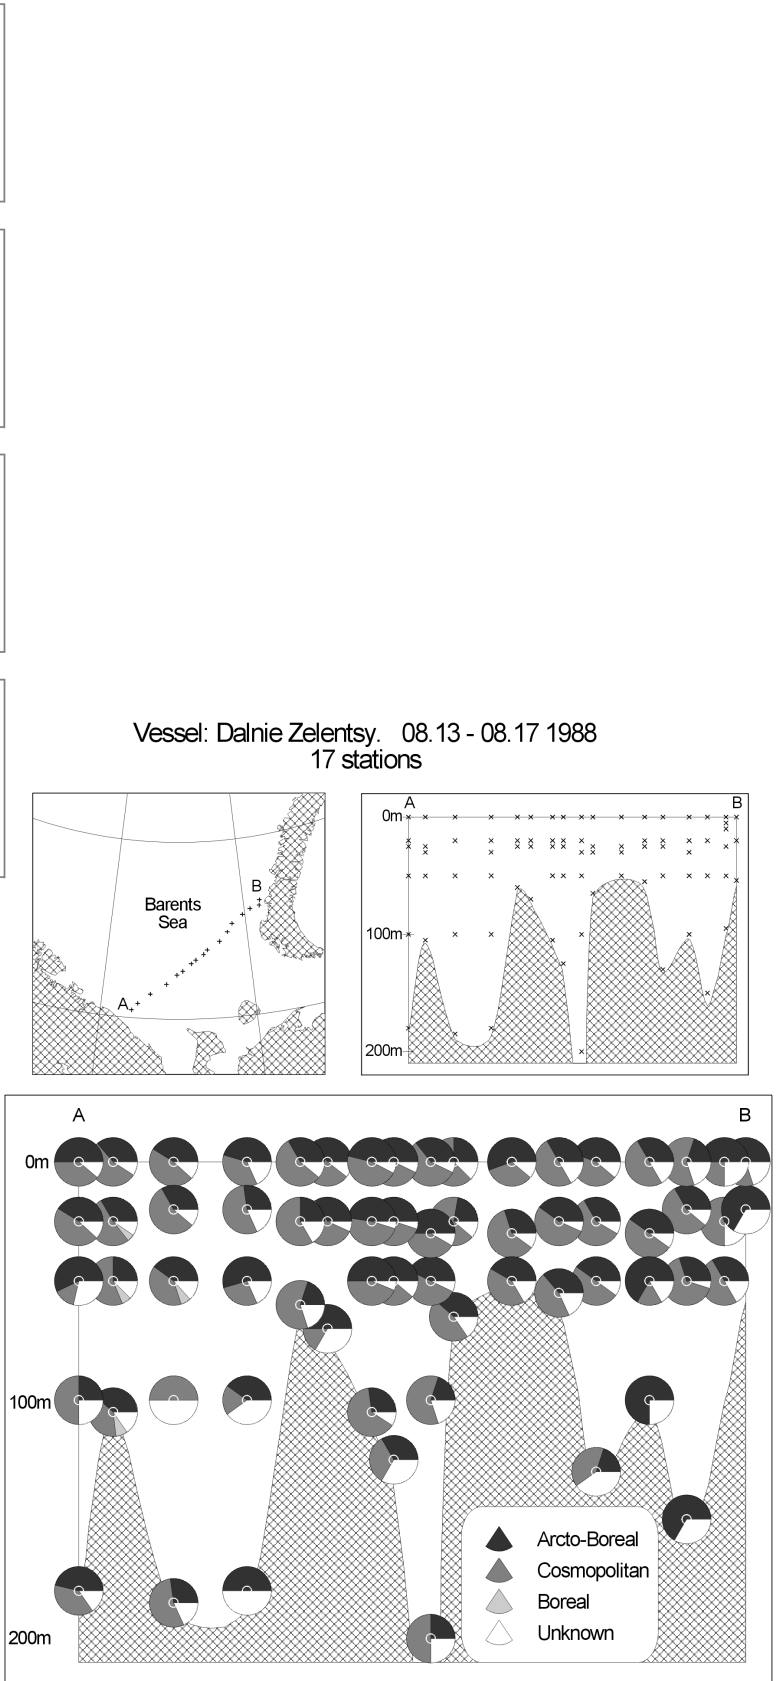 Vessel: Dalnie Zelentsy. 08.13 - 08.17 1988
17 stations
Barents
Sea
A
B
A
B
0m
100m
200m
A
B
0m
100m
200m
Arcto-Boreal
Cosmopolitan
Boreal
Unknown